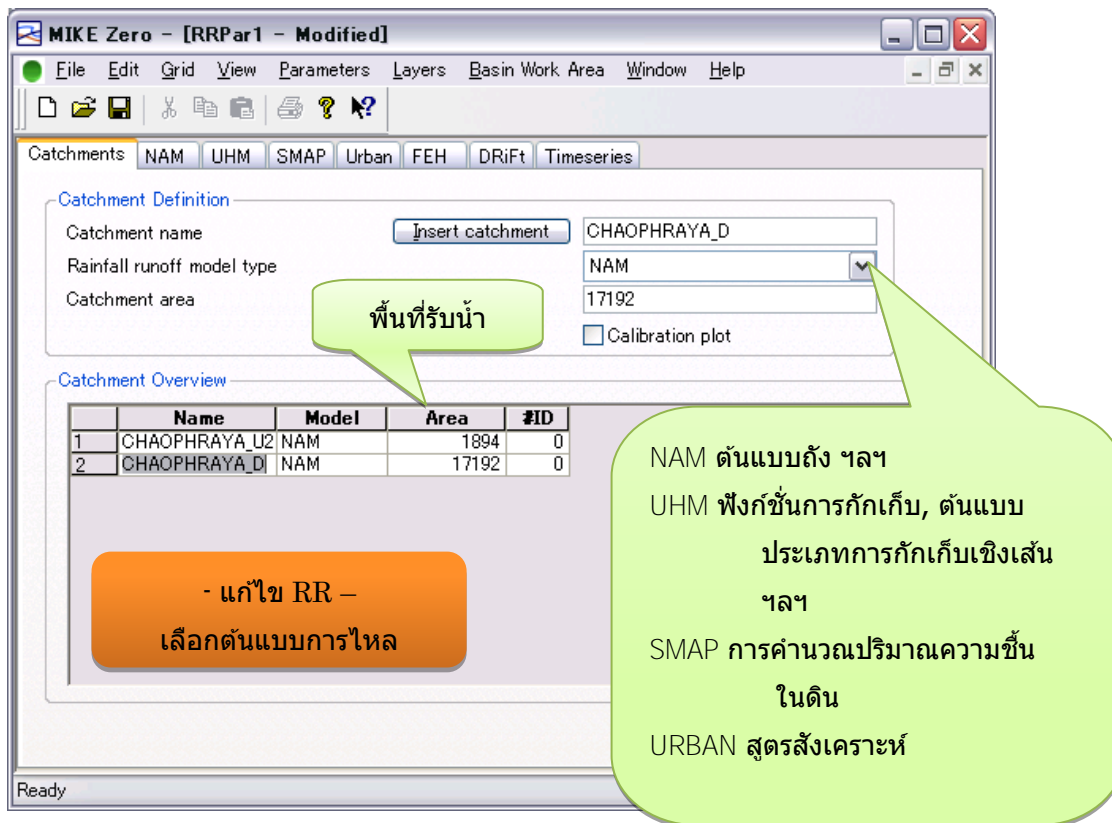 MIKE Zero - [RRPar1 - Modified]
File Edit Grid View Parameters Layers Basin Work Area Window Help
Catchments NAM UHM SMAP Urban FEH DRiFt Timeseries
Catchment Definition
Catchment name Insert catchment CHAOPHRAYA_D
Rainfall runoff model type NAM
Catchment area 17192
พื้นที่รับน้ำ
Calibration plot
Catchment Overview
Name Model Area #ID
1 CHAOPHRAYA_U2 NAM 1894 0
2 CHAOPHRAYA_D NAM 17192 0
- แก้ไข RR –
เลือกต้นแบบการไหล
NAM ต้นแบบถัง ฯลฯ
UHM ฟังก์ชั่นการกักเก็บ, ต้นแบบ
ประเภทการกักเก็บเชิงเส้น
ฯลฯ
SMAP การคำนวณปริมาณความชื้น
ในดิน
URBAN สูตรสังเคราะห์
Ready